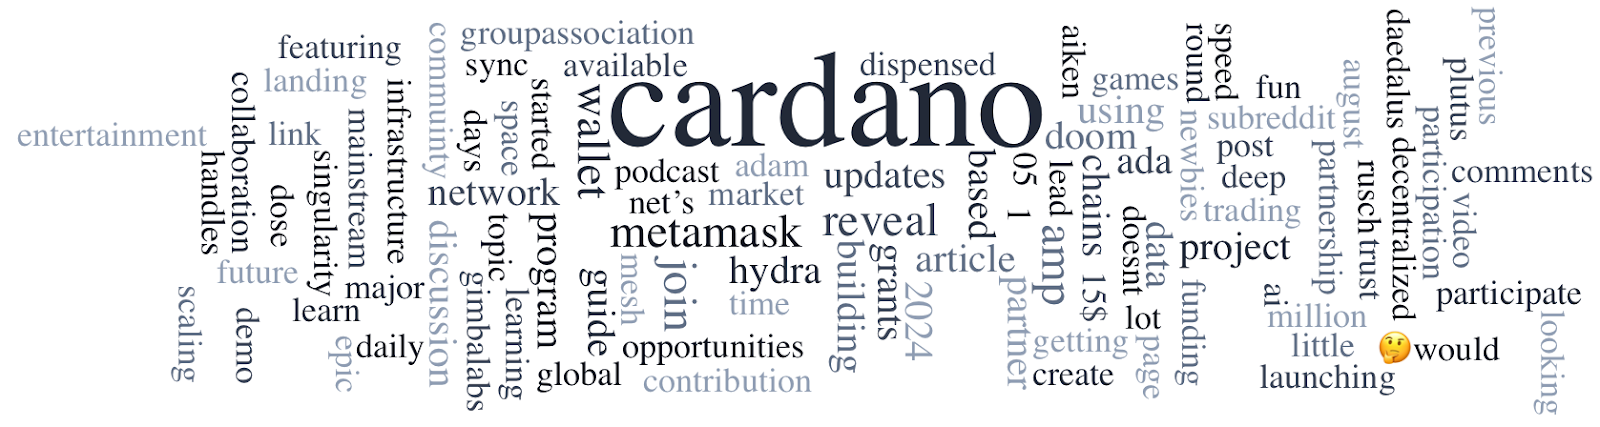 entertainment
handles
scaling
collaboration
landing
featuring
link
dose
future
demo
singularity
learn
mainstream
epic
infrastructure
major
daily
community
discussion
network
groupassociation
sync
days
space
started
topic
gimbalabs
learning
program
global
available
wallet
guide
cardano
podcast
net's
metamask
mesh
join
opportunities
contribution
adam
market
hydra
time
dispensed
updates
reveal
building
grants
article
2024
based
05
1
partner
aiken
lead
amp
doom
getting
create
games
using
chains
15$
ada
doesnt
lot
data
page
round
speed
newbies
subreddit
post
deep
trading
project
funding
fun
ai
million
little
launching
partnership
august
rusch
trust
🤔
would
daedalus
decentralized
participation
plutus
previous
comments
video
participate
looking